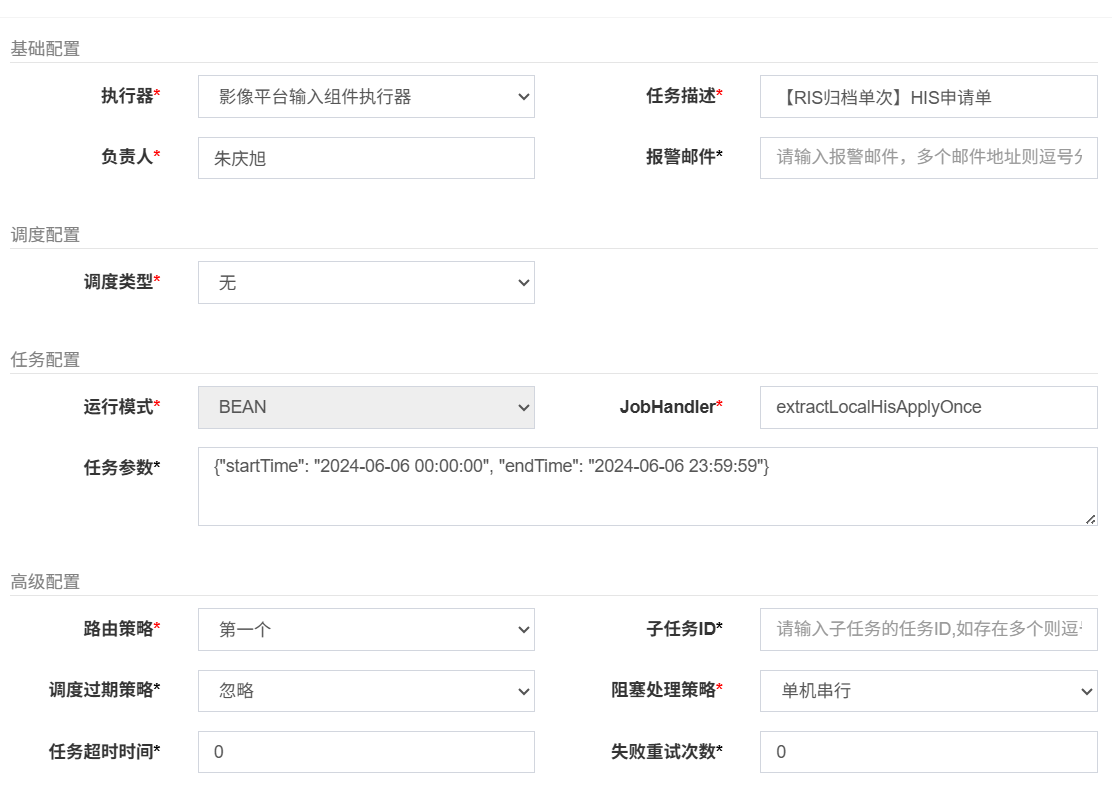 基础配置
执行器* 影像平台输入组件执行器 任务描述* 【RIS归档单次】HIS申请单
负责人* 朱庆旭 报警邮件* 请输入报警邮件，多个邮件地址则逗号分
调度配置
调度类型* 无
任务配置
运行模式* BEAN JobHandler* extractLocalHisApplyOnce
任务参数* {"startTime": "2024-06-06 00:00:00", "endTime": "2024-06-06 23:59:59"}
高级配置
路由策略* 第一个 子任务ID* 请输入子任务的任务ID,如存在多个则逗
调度过期策略* 忽略 阻塞处理策略* 单机串行
任务超时时间* 0 失败重试次数* 0